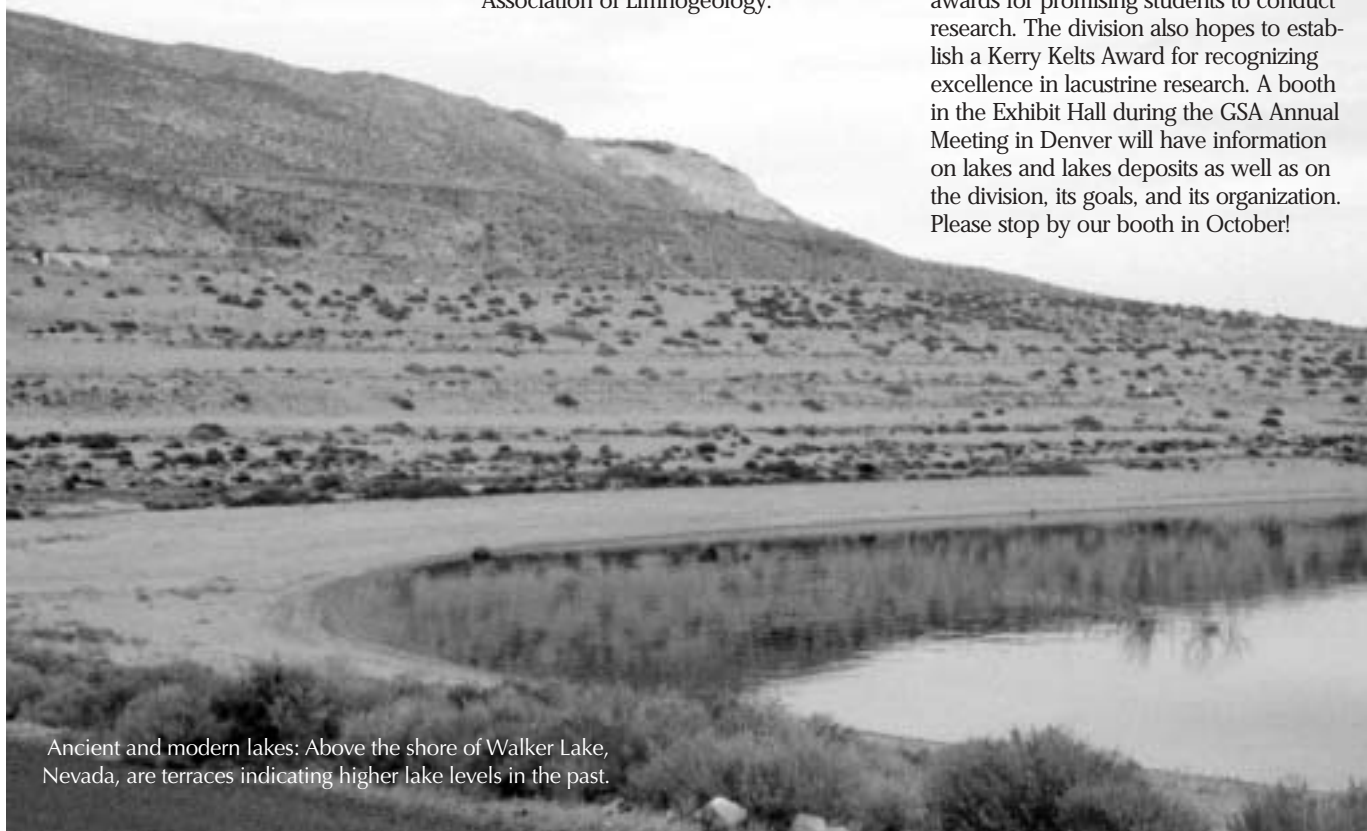 Association of Limnogeology.
awards for promising students to conduct
research. The division also hopes to estab-
lish a Kerry Kelts Award for recognizing
excellence in lacustrine research. A booth
in the Exhibit Hall during the GSA Annual
Meeting in Denver will have information
on lakes and lakes deposits as well as on
the division, its goals, and its organization.
Please stop by our booth in October!
Ancient and modern lakes: Above the shore of Walker Lake,
Nevada, are terraces indicating higher lake levels in the past.